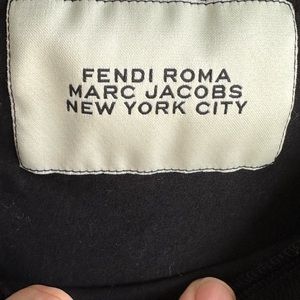 FENDI ROMA
MARC JACOBS
NEW YORK CITY